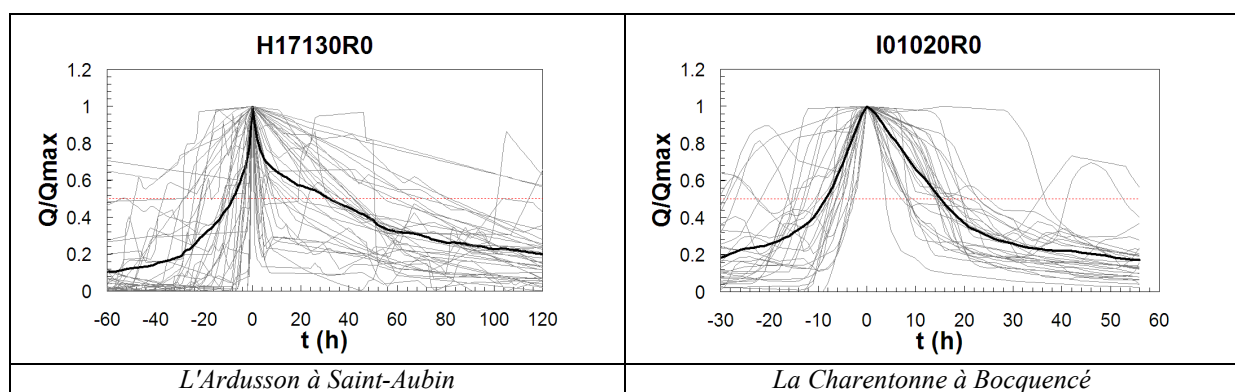 H17130R0
1.2
1
0.8
0.6
0.4
0.2
0
Q/Qmax
-60 -40 -20 0 20 40 60 80 100 120
t (h)
I01020R0
1.2
1
0.8
0.6
0.4
0.2
0
Q/Qmax
-30 -20 -10 0 10 20 30 40 50 60
t (h)
L'Ardusson à Saint-Aubin
La Charentonne à Bocquencé